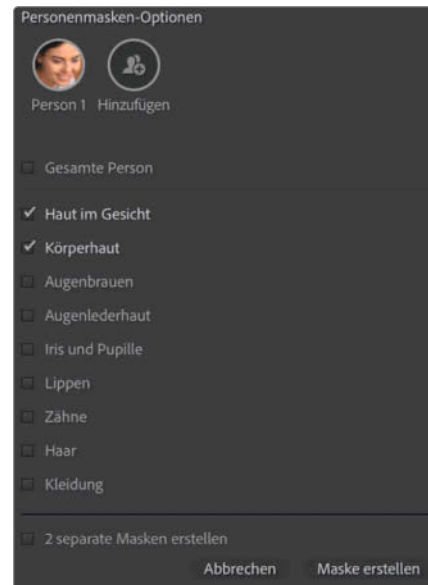 Personenmasken-Optionen
Person 1 Hinzufügen
Gesamte Person
Haut im Gesicht
Körperhaut
Augenbrauen
Augenlederhaut
Iris und Pupille
Lippen
Zähne
Haar
Kleidung
2 separate Masken erstellen
Abbrechen Maske erstellen